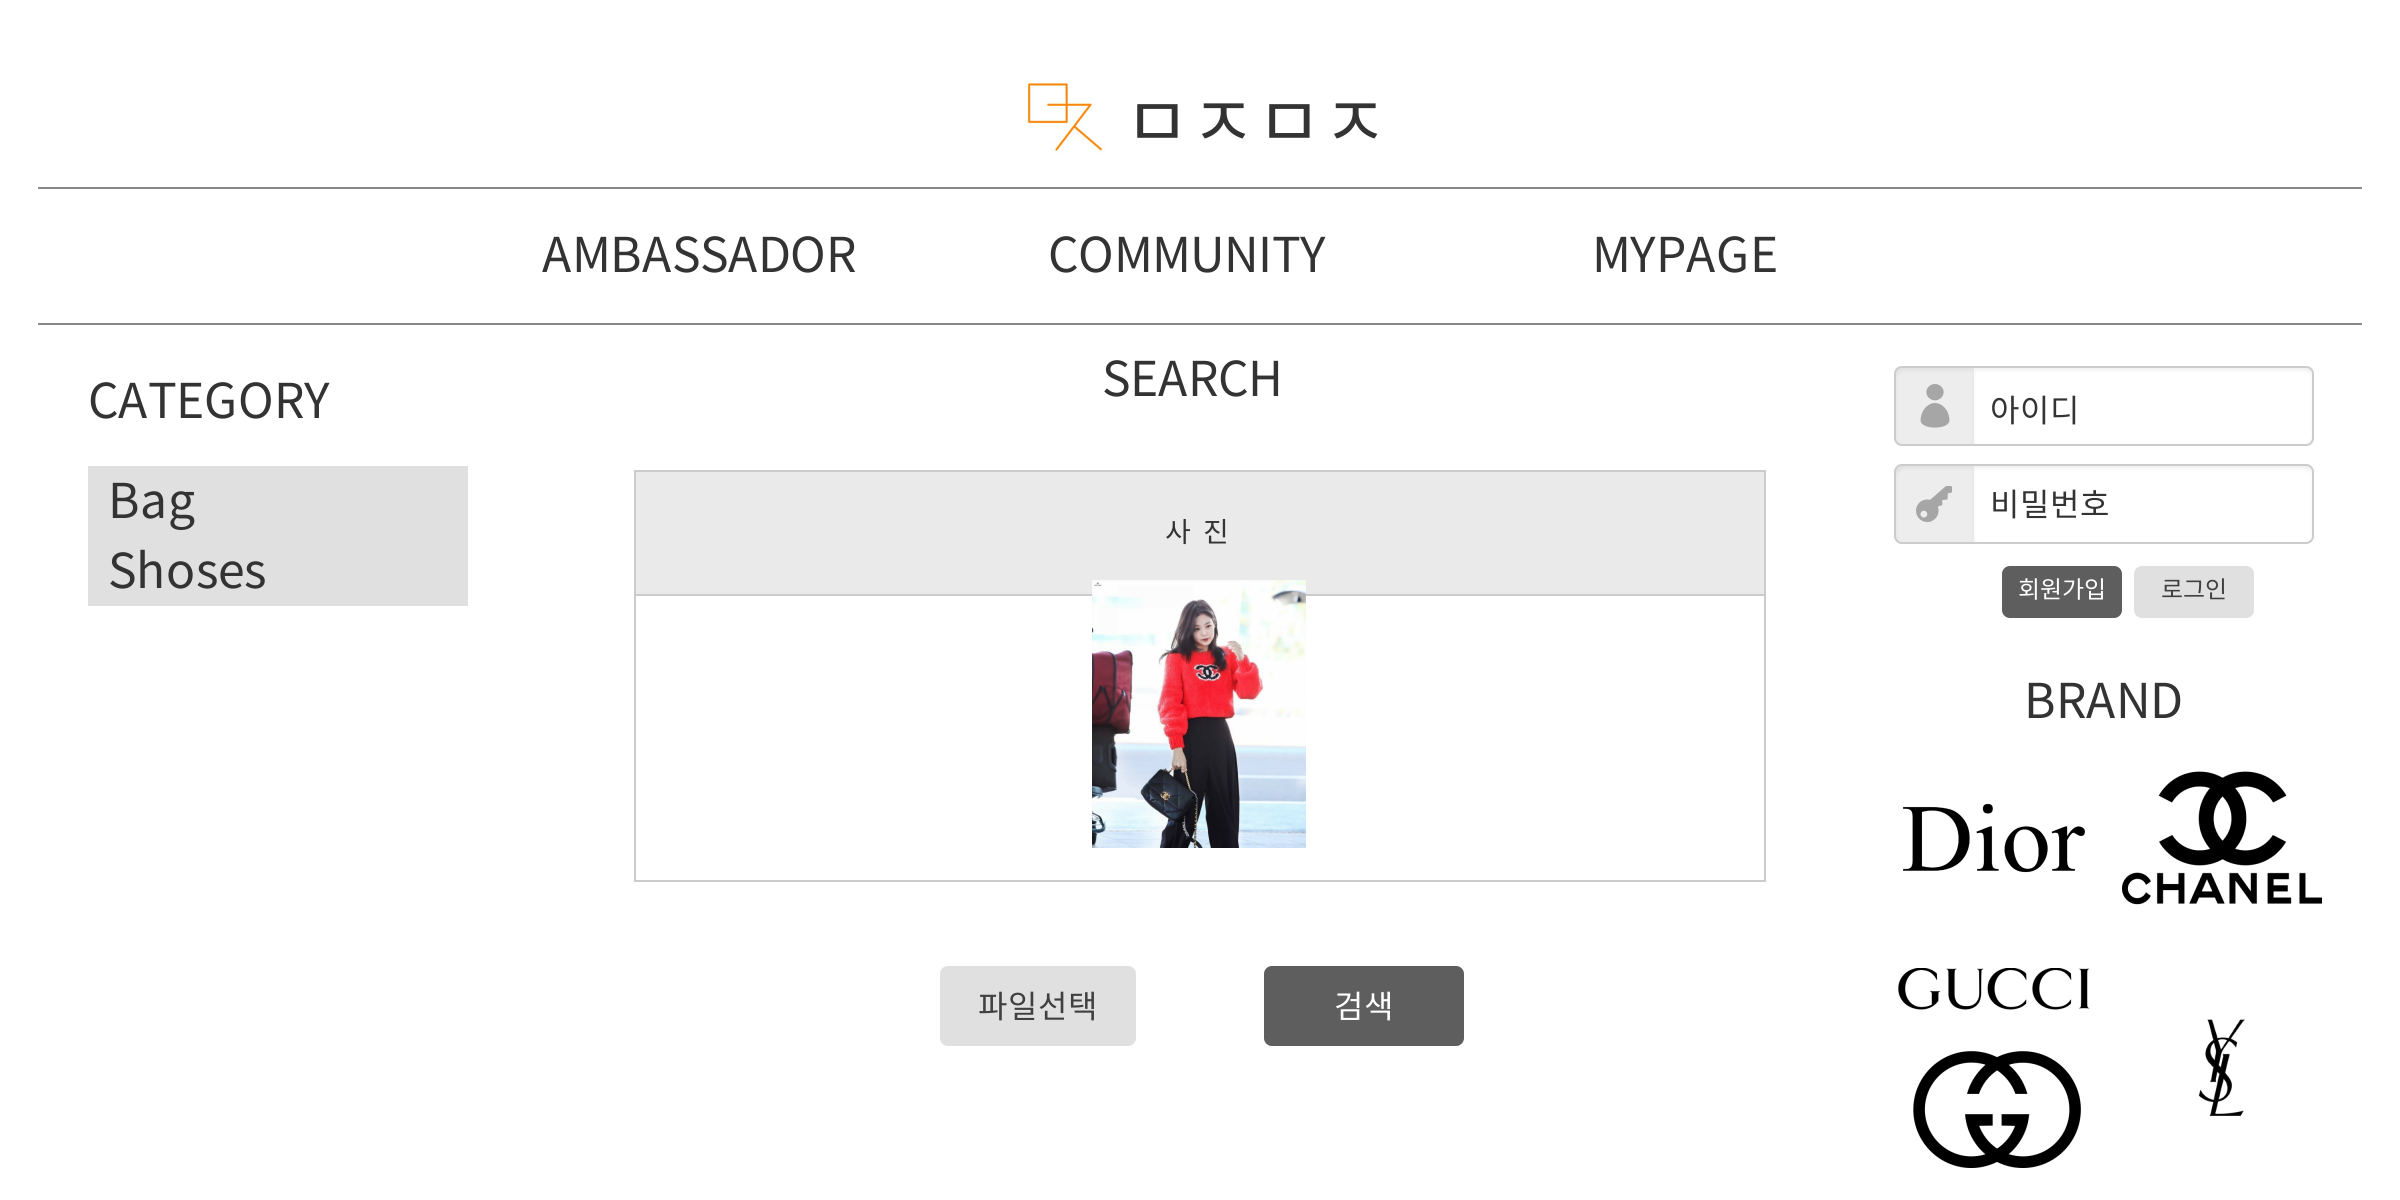 ㅁㅈㅁㅈ
AMBASSADOR COMMUNITY MYPAGE
SEARCH
CATEGORY
Bag
Shoses
사 진
파일선택 검색
아이디
비밀번호
회원가입 로그인
BRAND
Dior
CHANEL
GUCCI
YSL